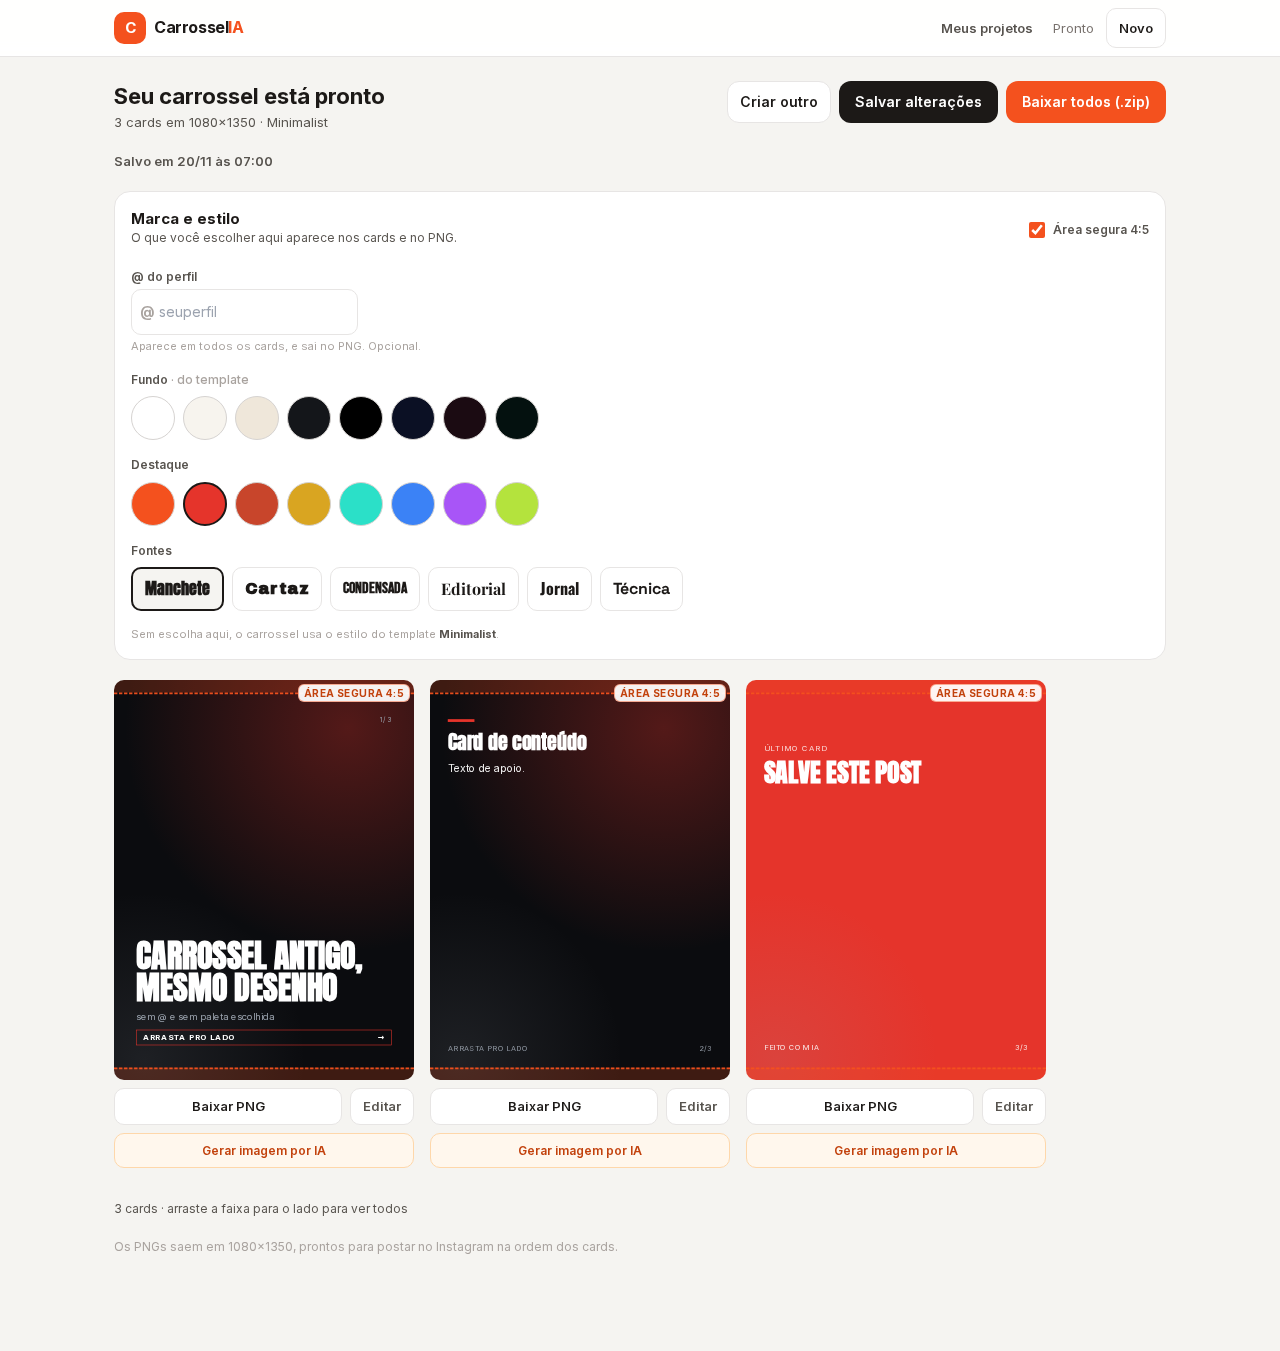 C CarrosselIA
Meus projetos Pronto Novo
Seu carrossel está pronto
3 cards em 1080×1350 · Minimalist
Criar outro Salvar alterações Baixar todos (.zip)
Salvo em 20/11 às 07:00
Marca e estilo
O que você escolher aqui aparece nos cards e no PNG.
Área segura 4:5
@ do perfil
@ seuperfil
Aparece em todos os cards, e sai no PNG. Opcional.
Fundo · do template
Destaque
Fontes
Manchete Cartaz CONDENSADA Editorial Jornal Técnica
Sem escolha aqui, o carrossel usa o estilo do template Minimalist.
ÁREA SEGURA 4:5
1/3
CARROSSEL ANTIGO,
MESMO DESENHO
sem @ e sem paleta escolhida
ARRASTA PRO LADO →
Baixar PNG Editar
Gerar imagem por IA
ÁREA SEGURA 4:5
Card de conteúdo
Texto de apoio.
ARRASTA PRO LADO 2/3
Baixar PNG Editar
Gerar imagem por IA
ÁREA SEGURA 4:5
ÚLTIMO CARD
SALVE ESTE POST
FEITO COM IA 3/3
Baixar PNG Editar
Gerar imagem por IA
3 cards · arraste a faixa para o lado para ver todos
Os PNGs saem em 1080×1350, prontos para postar no Instagram na ordem dos cards.